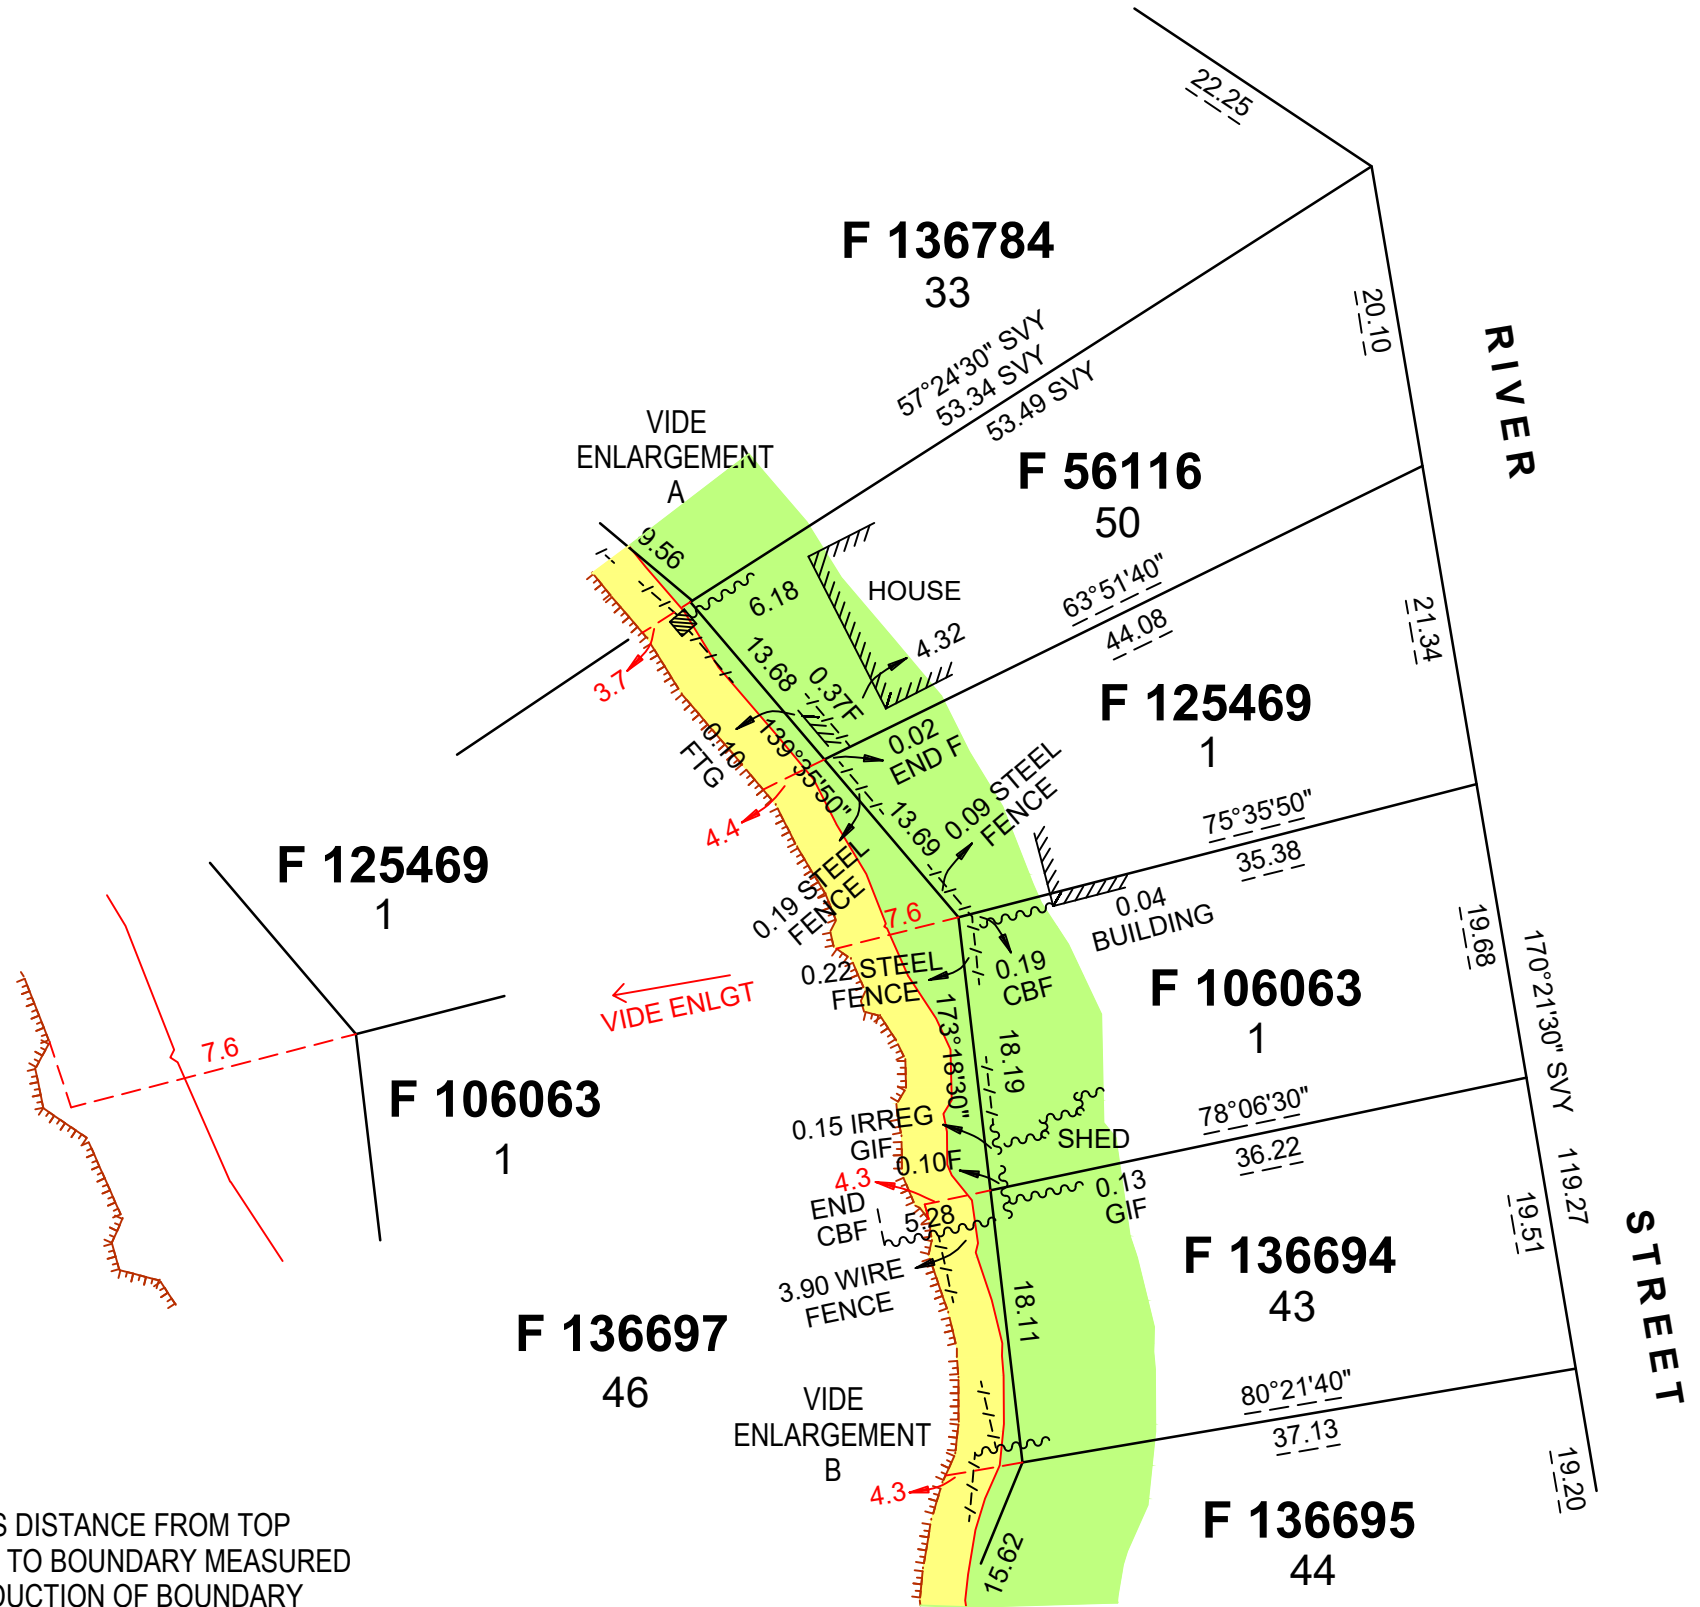 22.25
F 136784
33
20.10
RIVER
57°24'30" SVY
53.34 SVY
53.49 SVY
VIDE
ENLARGEMENT
A
F 56116
50
9.56
6.18
HOUSE
63°51'40"
44.08
21.34
13.68
4.32
0.37F
3.7
F 125469
1
0.10
FTG
139°35'50"
0.02
END F
0.09 STEEL
FENCE
13.69
4.4
75°35'50"
35.38
F 125469
1
0.19 STEEL
FENCE
7.6
0.04
BUILDING
19.68
0.22 STEEL
FENCE
0.19
CBF
VIDE ENLGT
F 106063
1
170°21'30" SVY
119.27
7.6
173°18'30"
18.19
F 106063
1
78°06'30"
36.22
0.15 IRREG
GIF
SHED
0.10F
4.3
0.13
GIF
END
CBF
5.28
19.51
STREET
3.90 WIRE
FENCE
F 136694
43
18.11
F 136697
46
80°21'40"
37.13
VIDE
ENLARGEMENT
B
4.3
19.20
F 136695
44
15.62
S DISTANCE FROM TOP
TO BOUNDARY MEASURED
DUCTION OF BOUNDARY